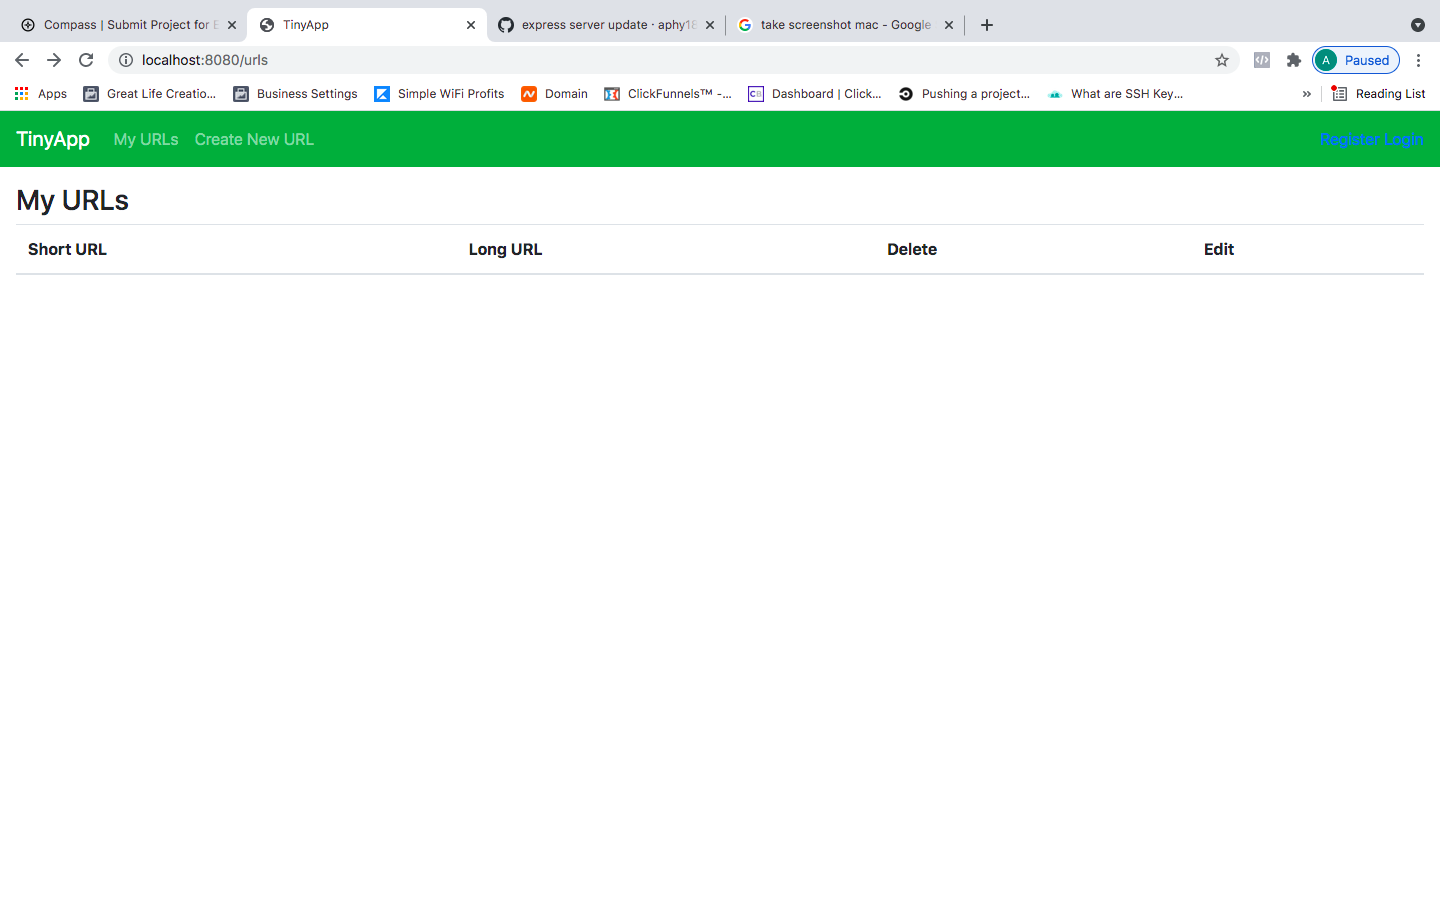 Compass | Submit Project for E
TinyApp
express server update · aphy18
take screenshot mac - Google
localhost:8080/urls
A Paused
Apps Great Life Creatio... Business Settings Simple WiFi Profits Domain ClickFunnels™ -... CB Dashboard | Click... Pushing a project... What are SSH Key... » Reading List
TinyApp My URLs Create New URL Register Login
My URLs
Short URL Long URL Delete Edit